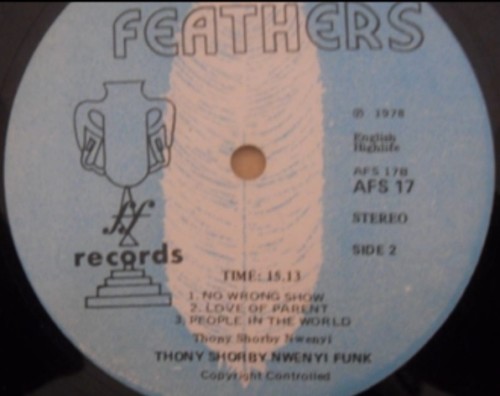 FEATHERS
ff
records
℗ 1978
English
Highlife
AFS 17B
AFS 17
STEREO
SIDE 2
TIME: 15.13
1. NO WRONG SHOW
2. LOVE OF PARENT
3. PEOPLE IN THE WORLD
Thony Shorby Nwenyi
THONY SHORBY NWENYI FUNK
Copyright Controlled